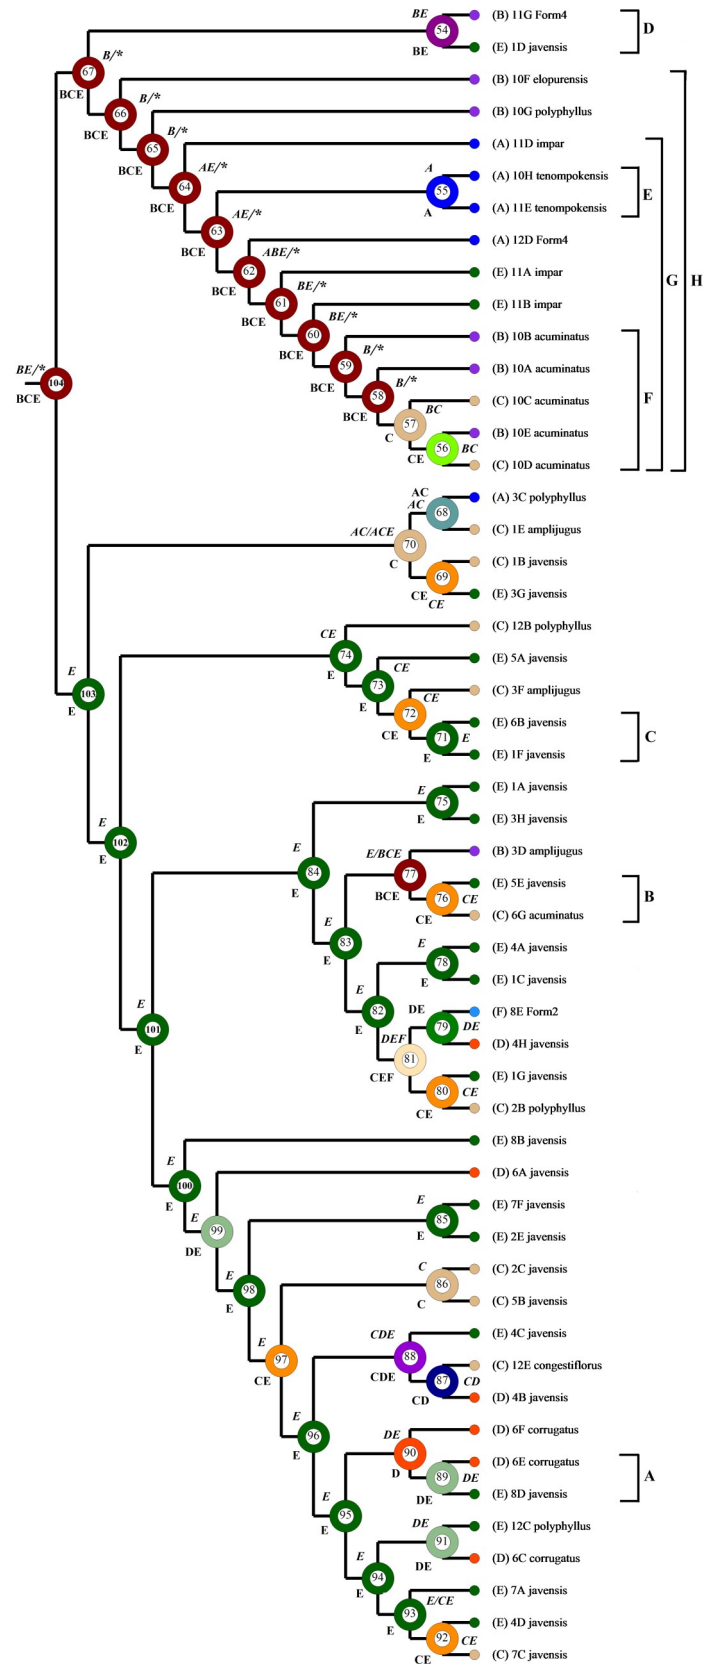 BE
(B) 11G Form4
54
D
BE
(E) 1D javensis
B/*
67
(B) 10F elopurensis
BCE
B/*
66
(B) 10G polyphyllus
BCE
B/*
65
(A) 11D impar
BCE
AE/*
A
(A) 10H tenompokensis
64
55
E
BCE
AE/*
A
(A) 11E tenompokensis
63
(A) 12D Form4
BCE
ABE/*
62
(E) 11A impar
G H
BCE
BE/*
61
(E) 11B impar
BCE
BE/*
60
(B) 10B acuminatus
BCE
B/*
59
(B) 10A acuminatus
BE/*
BCE
B/*
104
58
(C) 10C acuminatus
F
BCE
BCE
BC
57
(B) 10E acuminatus
C
56
BC
CE
(C) 10D acuminatus
AC
(A) 3C polyphyllus
AC
68
(C) 1E amplijugus
AC/ACE
70
(C) 1B javensis
C
69
CE
(E) 3G javensis
CE
(C) 12B polyphyllus
CE
74
(E) 5A javensis
E
CE
E
73
(C) 3F amplijugus
103
E
CE
E
72
(E) 6B javensis
CE
71
E
C
E
(E) 1F javensis
E
(E) 1A javensis
75
E
(E) 3H javensis
E
102
E
E
(B) 3D amplijugus
E/BCE
84
77
(E) 5E javensis
E
BCE
76
CE
B
E
CE
(C) 6G acuminatus
83
E
(E) 4A javensis
E
78
E
E
(E) 1C javensis
E
82
DE
(F) 8E Form2
E
101
E
79
DE
E
DEF
(D) 4H javensis
81
(E) 1G javensis
CEF
80
CE
CE
(C) 2B polyphyllus
(E) 8B javensis
E
100
(D) 6A javensis
E
E
E
(E) 7F javensis
99
85
DE
E
(E) 2E javensis
E
C
(C) 2C javensis
98
86
E
C
(C) 5B javensis
E
(E) 4C javensis
97
CDE
88
(C) 12E congestiflorus
CE
CDE
87
CD
CD
(D) 4B javensis
E
96
DE
(D) 6F corrugatus
90
(D) 6E corrugatus
E
E
D
89
DE
A
DE
(E) 8D javensis
95
E
DE
(E) 12C polyphyllus
91
E
DE
(D) 6C corrugatus
94
E
E/CE
(E) 7A javensis
93
(E) 4D javensis
E
92
CE
CE
(C) 7C javensis